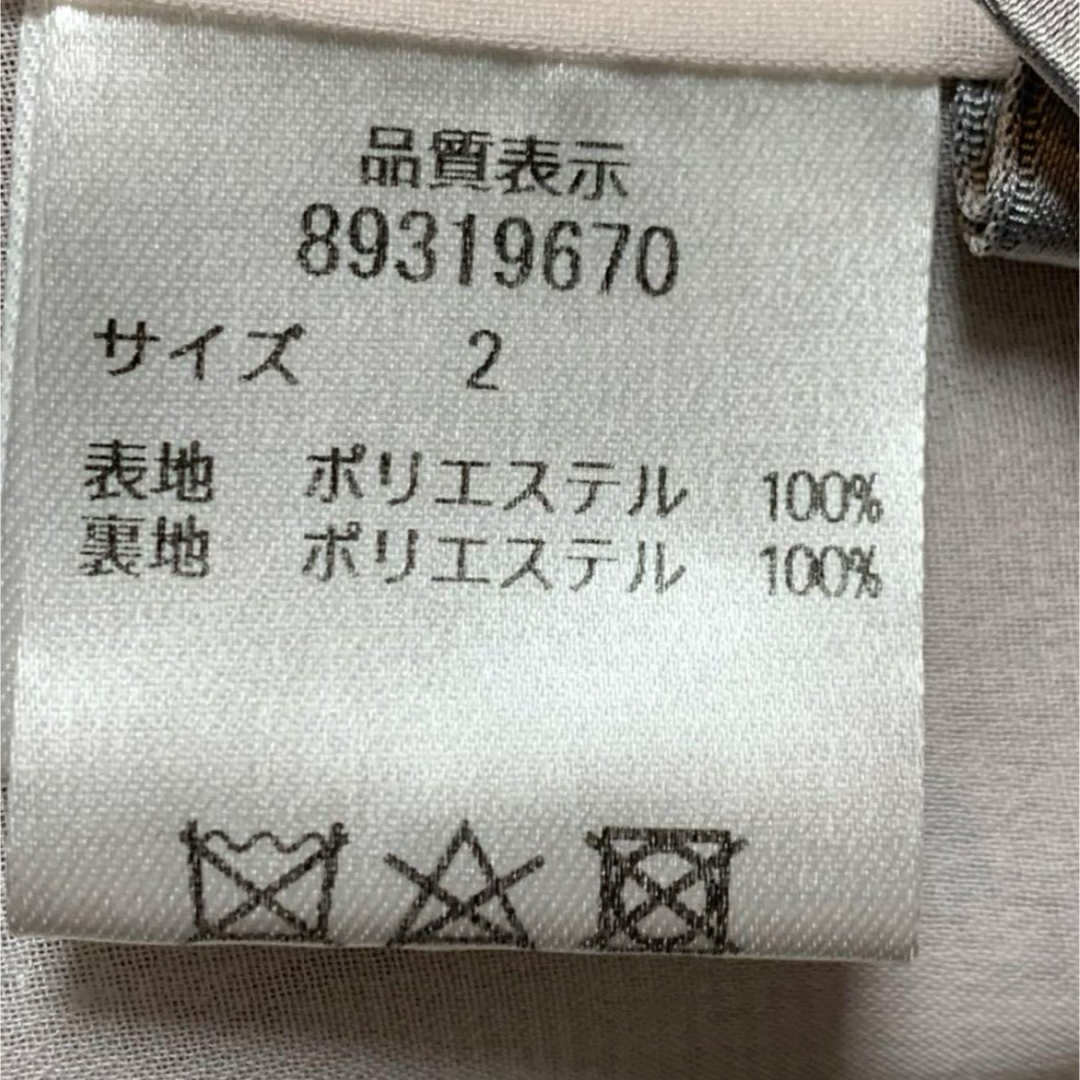 品質表示
89319670
サイズ 2
表地 ポリエステル 100%
裏地 ポリエステル 100%